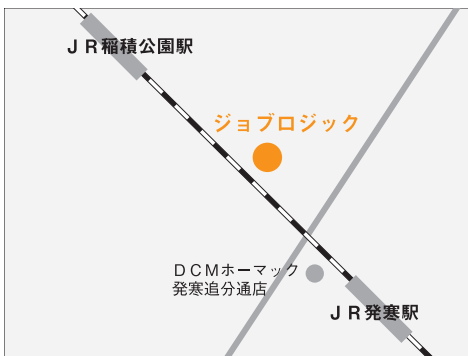 ＪＲ稲積公園駅
ジョブロジック
ＤＣＭホーマック
発寒追分通店
ＪＲ発寒駅